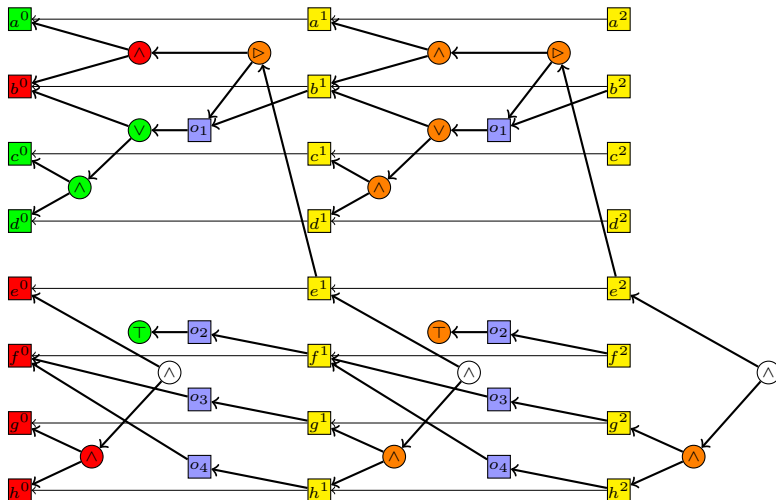 a⁰ a¹ a²
∧ ▷ ∧ ▷
b⁰ b¹ b²
∨ o₁ ∨ o₁
c⁰ c¹ c²
∧ ∧
d⁰ d¹ d²
e⁰ e¹ e²
⊤ o₂ ⊤ o₂
f⁰ f¹ f²
∧ ∧ ∧
o₃ o₃
g⁰ g¹ g²
∧ ∧ ∧
o₄ o₄
h⁰ h¹ h²